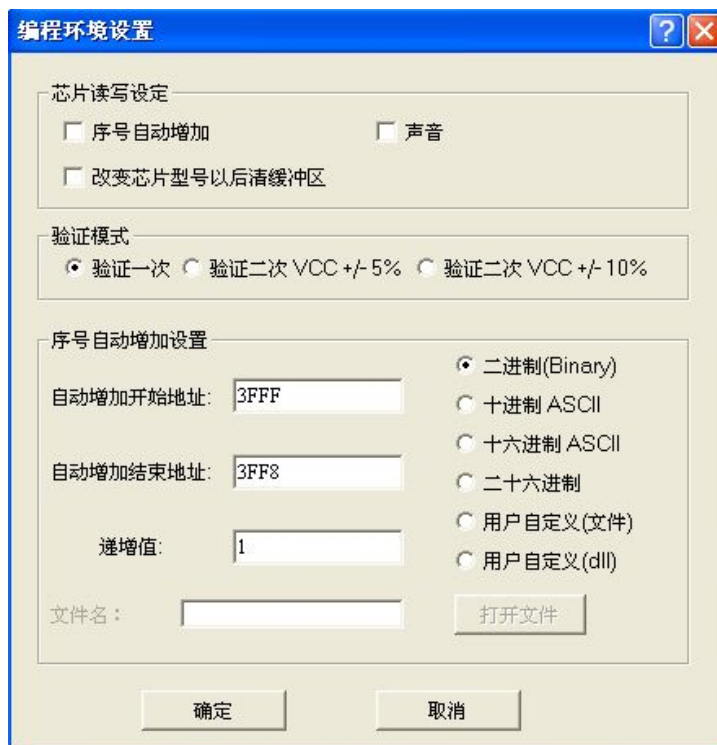 编程环境设置
芯片读写设定
序号自动增加 声音
改变芯片型号以后清缓冲区
验证模式
验证一次 验证二次 VCC +/- 5% 验证二次 VCC +/- 10%
序号自动增加设置
自动增加开始地址: 3FFF
自动增加结束地址: 3FF8
递增值: 1
文件名：
二进制(Binary)
十进制 ASCII
十六进制 ASCII
二十六进制
用户自定义(文件)
用户自定义(dll)
打开文件
确定 取消